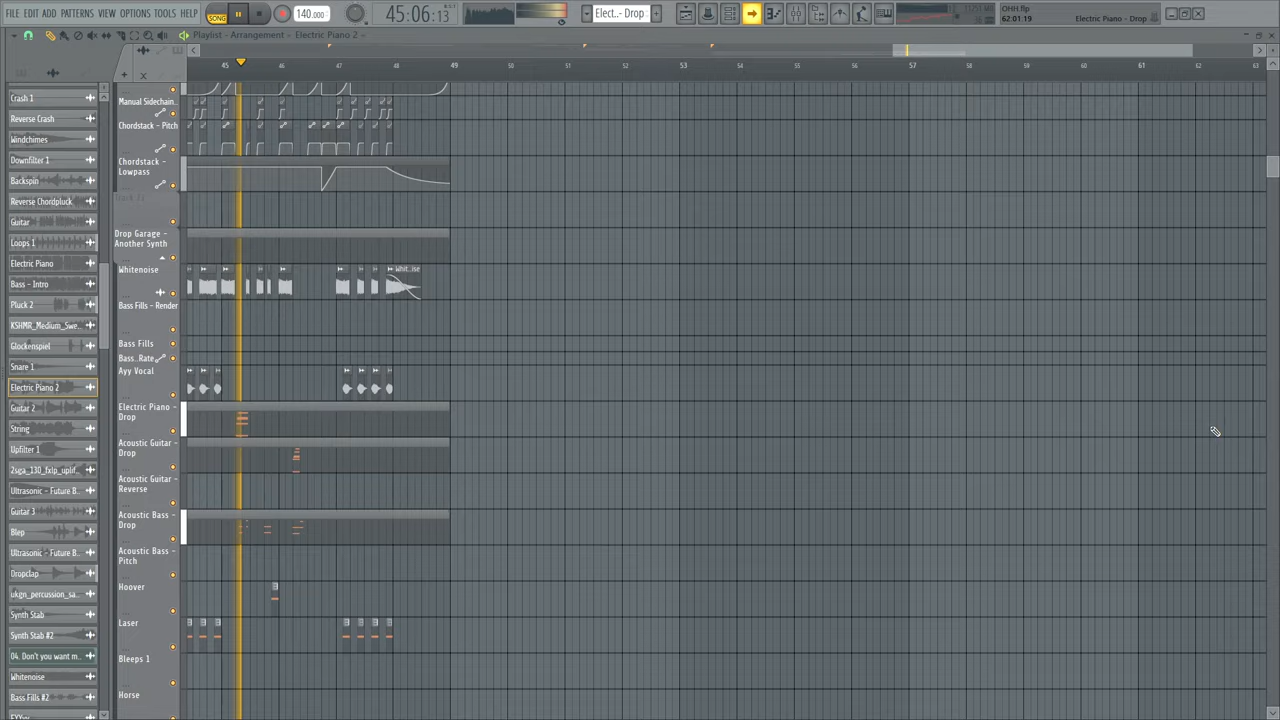 FILE EDIT ADD PATTERNS VIEW OPTIONS TOOLS HELP
SONG
140.000
45:06:13
Elect..- Drop
OHH.flp
62:01:19
Electric Piano - Drop
Playlist - Arrangement › Electric Piano 2
45 46 47 48 49 50 51 52 53 54 55 56 57 58 59 60 61 62 63
Crash 1
Reverse Crash
Windchimes
Downfilter 1
Backspin
Reverse Chordpluck
Guitar
Loops 1
Electric Piano
Bass - Intro
Pluck 2
KSHMR_Medium_Swe..
Glockenspiel
Snare 1
Electric Piano 2
Guitar 2
String
Upfilter 1
2sga_130_fxlp_uplif..
Ultrasonic - Future B..
Guitar 3
Blep
Ultrasonic - Future B..
Dropclap
ukgn_percussion_sa..
Synth Stab
Synth Stab #2
04. Don't you want m..
Whitenoise
Bass Fills #2
Manual Sidechain..
Chordstack - Pitch
Chordstack -
Lowpass
Drop Garage -
Another Synth
Whitenoise
Whit..ise
Bass Fills - Render
Bass Fills
Bass..Rate
Ayy Vocal
Electric Piano -
Drop
Acoustic Guitar -
Drop
Acoustic Guitar -
Reverse
Acoustic Bass -
Drop
Acoustic Bass -
Pitch
Hoover
Laser
Bleeps 1
Horse